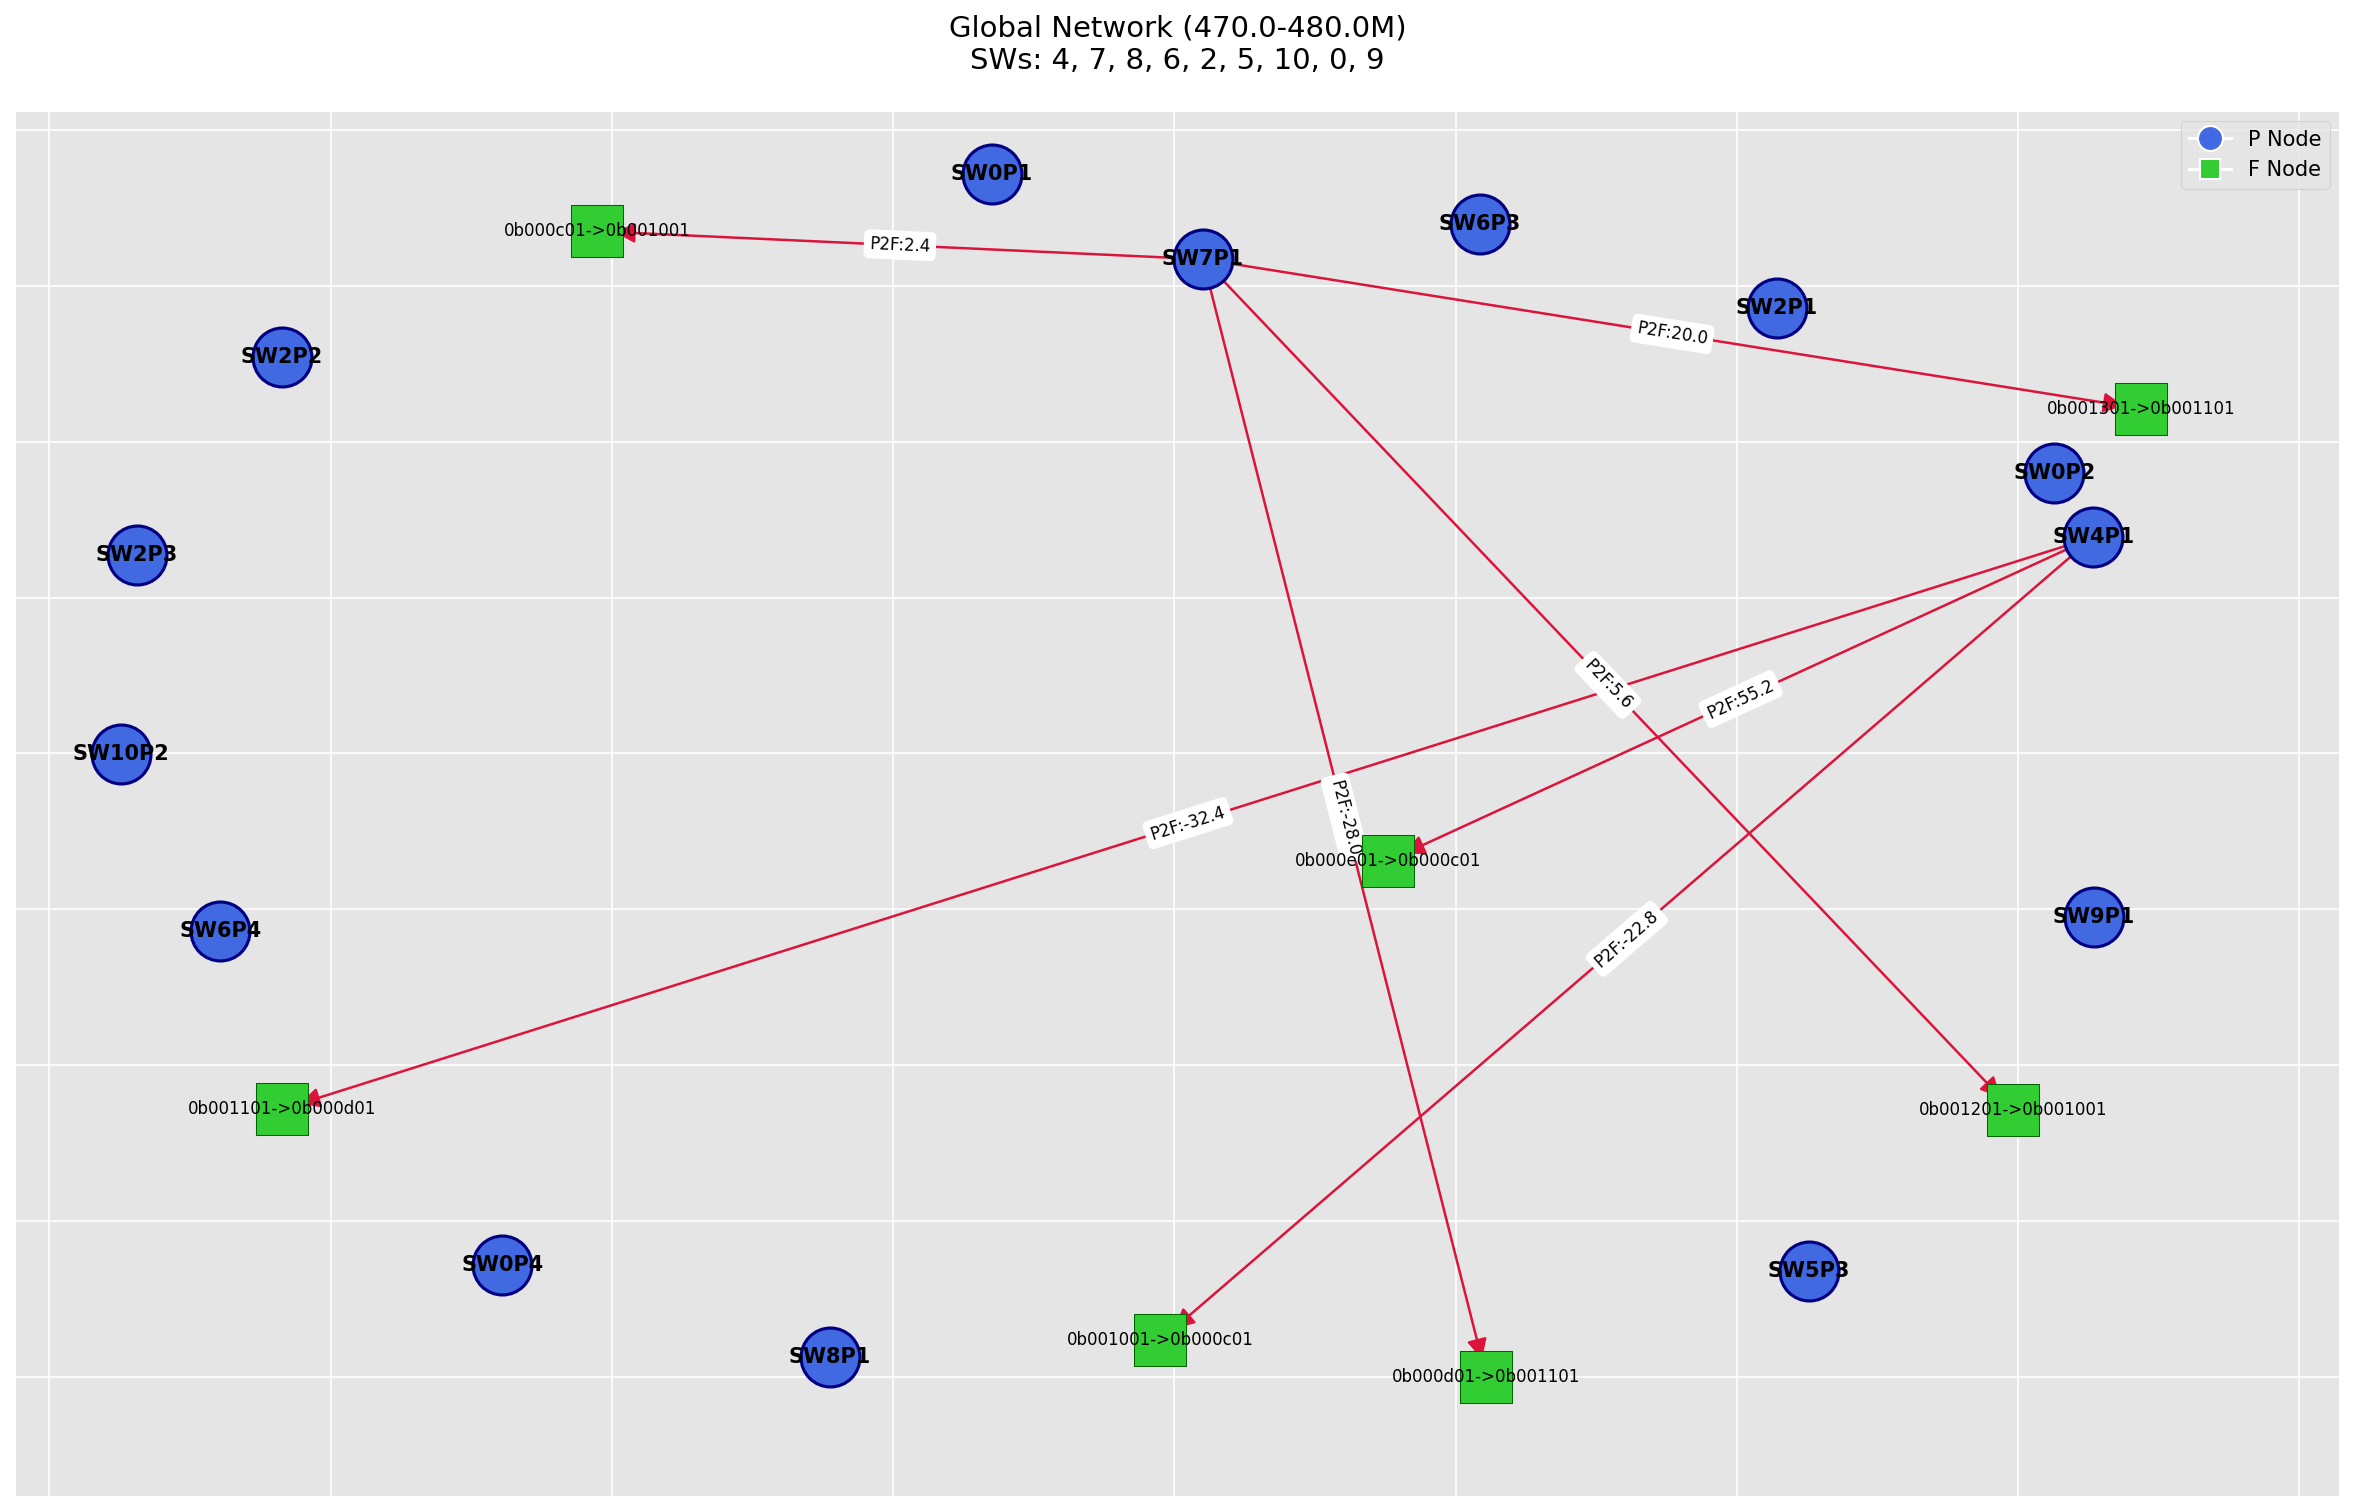 Global Network (470.0-480.0M)
SWs: 4, 7, 8, 6, 2, 5, 10, 0, 9
P Node
F Node
SW0P1
SW6P3
0b000c01->0b001001
P2F:2.4
SW7P1
SW2P1
P2F:20.0
SW2P2
0b001301->0b001101
SW0P2
SW4P1
SW2P3
P2F:5.6
P2F:55.2
SW10P2
P2F:-32.4
P2F:-28.0
0b000e01->0b000c01
SW6P4
P2F:-22.8
SW9P1
0b001101->0b000d01
0b001201->0b001001
SW0P4
SW5P3
0b001001->0b000c01
SW8P1
0b000d01->0b001101